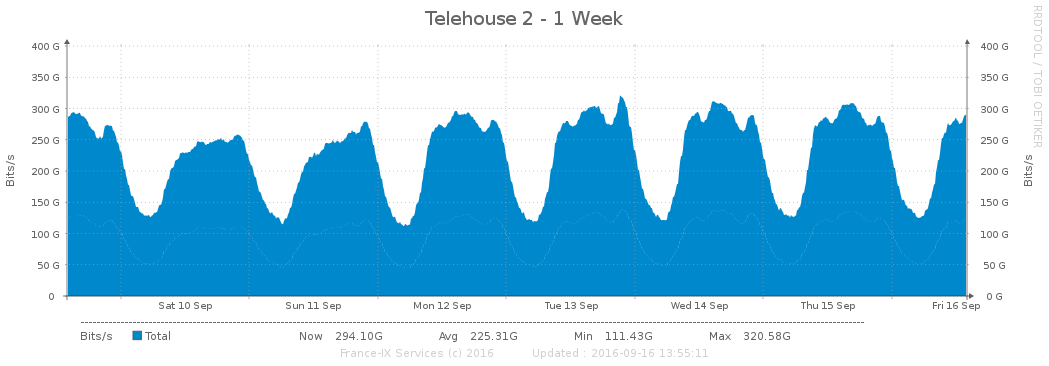 Telehouse 2 - 1 Week
RRDTOOL / TOBI OETIKER
Bits/s
400 G
350 G
300 G
250 G
200 G
150 G
100 G
50 G
0
400 G
350 G
300 G
250 G
200 G
150 G
100 G
50 G
0 G
Bits/s
Sat 10 Sep Sun 11 Sep Mon 12 Sep Tue 13 Sep Wed 14 Sep Thu 15 Sep Fri 16 Sep
Bits/s Total Now 294.10G Avg 225.31G Min 111.43G Max 320.58G
France-IX Services (c) 2016 Updated : 2016-09-16 13:55:11